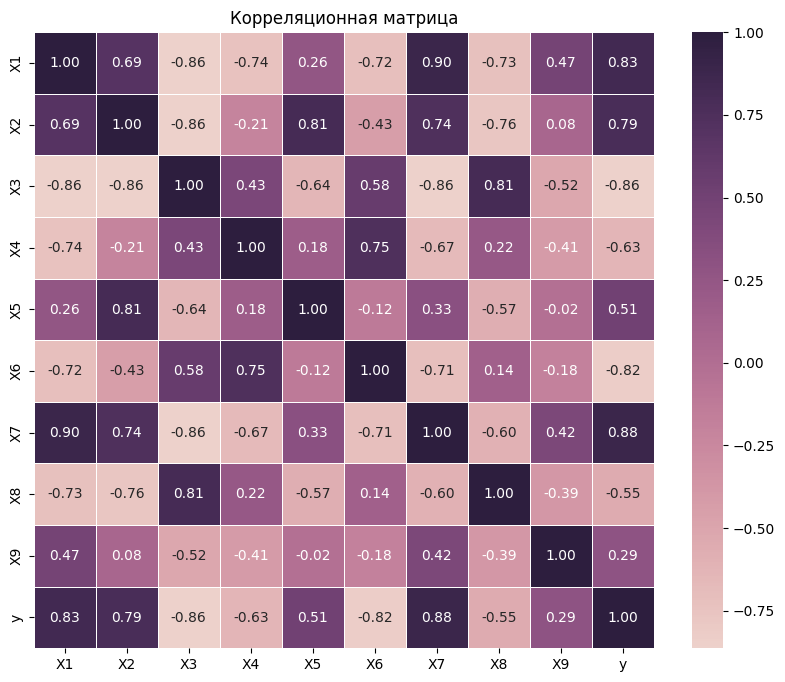 Корреляционная матрица
X1 1.00 0.69 -0.86 -0.74 0.26 -0.72 0.90 -0.73 0.47 0.83
X2 0.69 1.00 -0.86 -0.21 0.81 -0.43 0.74 -0.76 0.08 0.79
X3 -0.86 -0.86 1.00 0.43 -0.64 0.58 -0.86 0.81 -0.52 -0.86
X4 -0.74 -0.21 0.43 1.00 0.18 0.75 -0.67 0.22 -0.41 -0.63
X5 0.26 0.81 -0.64 0.18 1.00 -0.12 0.33 -0.57 -0.02 0.51
X6 -0.72 -0.43 0.58 0.75 -0.12 1.00 -0.71 0.14 -0.18 -0.82
X7 0.90 0.74 -0.86 -0.67 0.33 -0.71 1.00 -0.60 0.42 0.88
X8 -0.73 -0.76 0.81 0.22 -0.57 0.14 -0.60 1.00 -0.39 -0.55
X9 0.47 0.08 -0.52 -0.41 -0.02 -0.18 0.42 -0.39 1.00 0.29
y 0.83 0.79 -0.86 -0.63 0.51 -0.82 0.88 -0.55 0.29 1.00
X1 X2 X3 X4 X5 X6 X7 X8 X9 y
1.00
0.75
0.50
0.25
0.00
-0.25
-0.50
-0.75